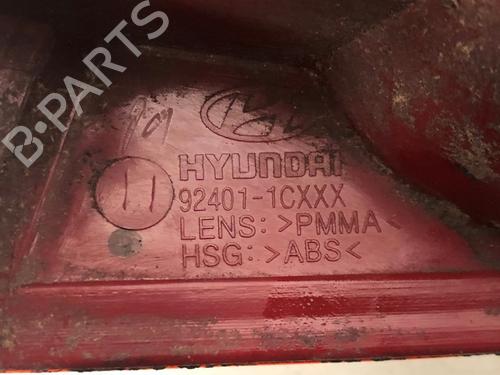 B-PARTS
HYUNDAI
11
92401-1CXXX
LENS: >PMMA<
HSG: >ABS<